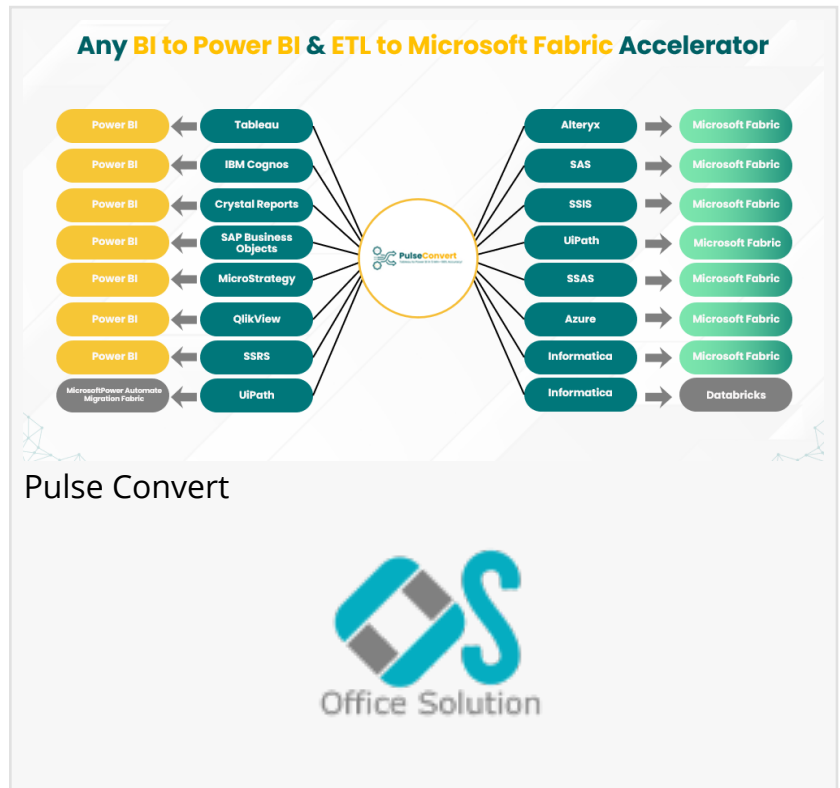 Any BI to Power BI & ETL to Microsoft Fabric Accelerator
Power BI Tableau Alteryx Microsoft Fabric
Power BI IBM Cognos SAS Microsoft Fabric
Power BI Crystal Reports SSIS Microsoft Fabric
Power BI SAP Business Objects UiPath Microsoft Fabric
PulseConvert
Power BI MicroStrategy SSAS Microsoft Fabric
Power BI QlikView Azure Microsoft Fabric
Power BI SSRS Informatica Microsoft Fabric
MicrosoftPower Automate
Migration Fabric
UiPath Informatica Databricks
Pulse Convert
OS
Office Solution